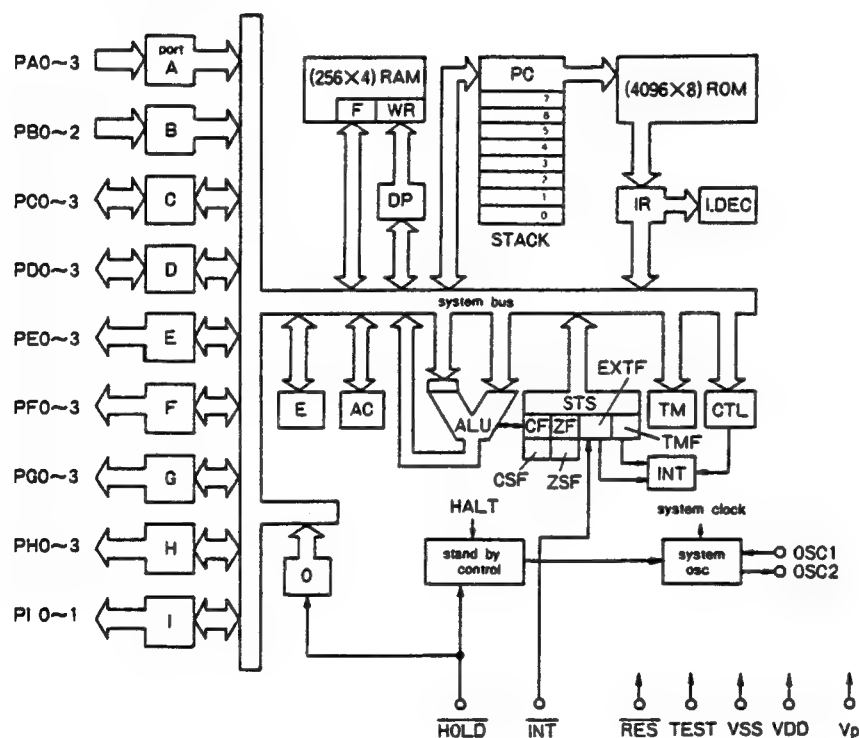 PA0~3
port
A
PB0~2
B
PC0~3
C
PD0~3
D
PE0~3
E
PF0~3
F
PG0~3
G
PH0~3
H
PI 0~1
I
(256×4) RAM
F
WR
DP
PC
7
6
5
4
3
2
1
0
STACK
(4096×8) ROM
IR
I.DEC
system bus
E
AC
ALU
STS
EXTF
CF
ZF
CSF
ZSF
TMF
TM
CTL
INT
HALT
stand by
control
system clock
system
osc
OSC1
OSC2
0
HOLD
INT
RES
TEST
VSS
VDD
Vp